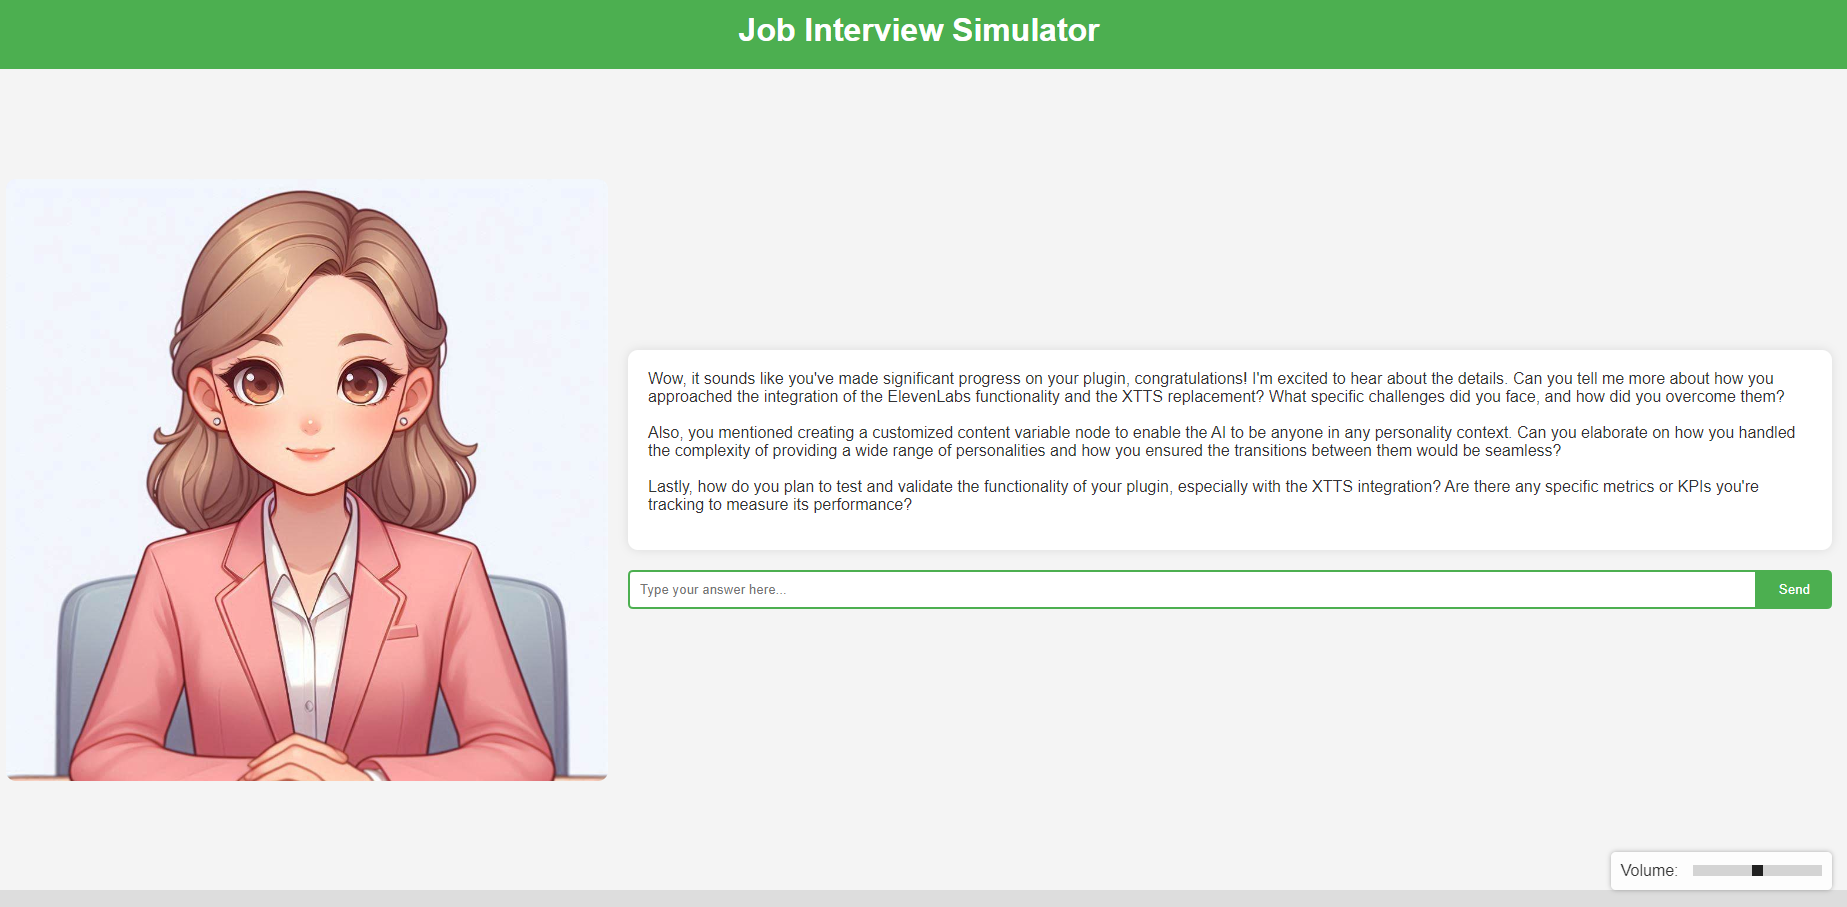 Job Interview Simulator
Wow, it sounds like you've made significant progress on your plugin, congratulations! I'm excited to hear about the details. Can you tell me more about how you
approached the integration of the ElevenLabs functionality and the XTTS replacement? What specific challenges did you face, and how did you overcome them?
Also, you mentioned creating a customized content variable node to enable the AI to be anyone in any personality context. Can you elaborate on how you handled
the complexity of providing a wide range of personalities and how you ensured the transitions between them would be seamless?
Lastly, how do you plan to test and validate the functionality of your plugin, especially with the XTTS integration? Are there any specific metrics or KPIs you're
tracking to measure its performance?
Type your answer here...
Send
Volume: